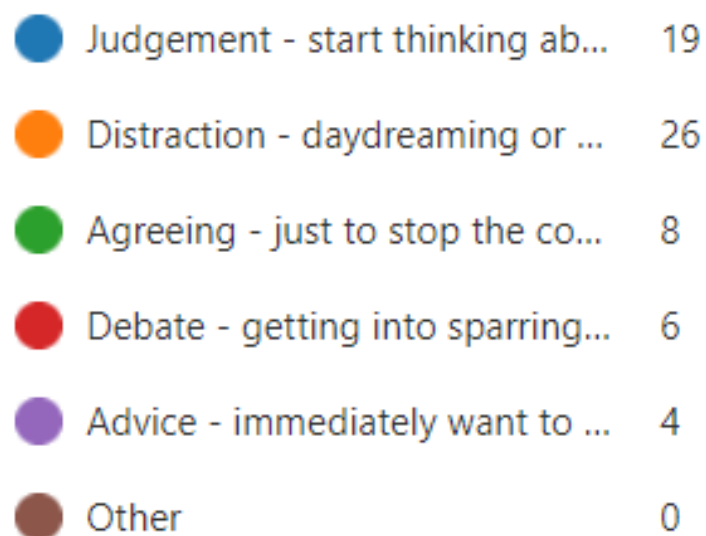 Judgement - start thinking ab... 19
Distraction - daydreaming or ... 26
Agreeing - just to stop the co... 8
Debate - getting into sparring... 6
Advice - immediately want to ... 4
Other 0